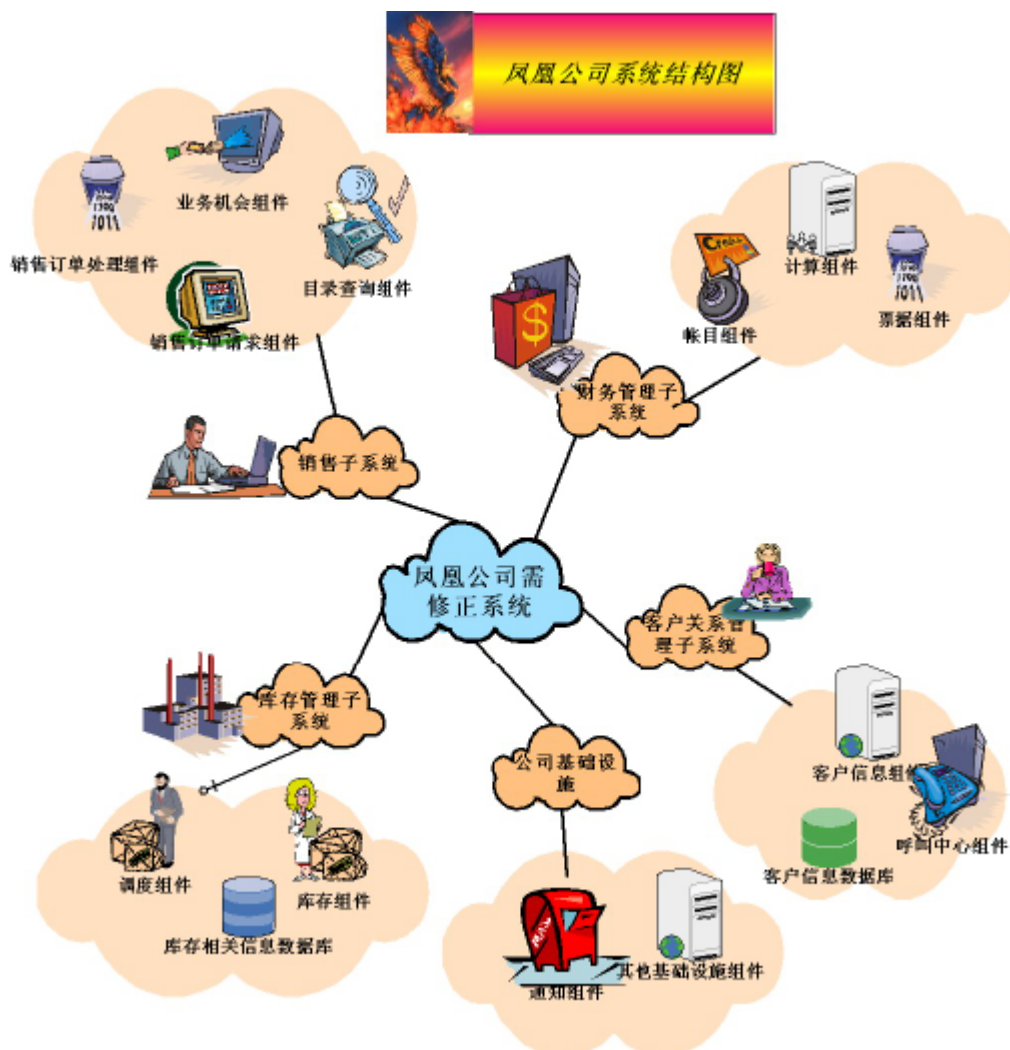 凤凰公司系统结构图
业务机会组件
销售订单处理组件
目录查询组件
销售订单请求组件
计算组件
帐目组件
票据组件
财务管理子
系统
销售子系统
凤凰公司需
修正系统
客户关系管
理子系统
库存管理子
系统
公司基础设
施
客户信息组件
呼叫中心组件
客户信息数据库
调度组件
库存组件
库存相关信息数据库
通知组件
其他基础设施组件